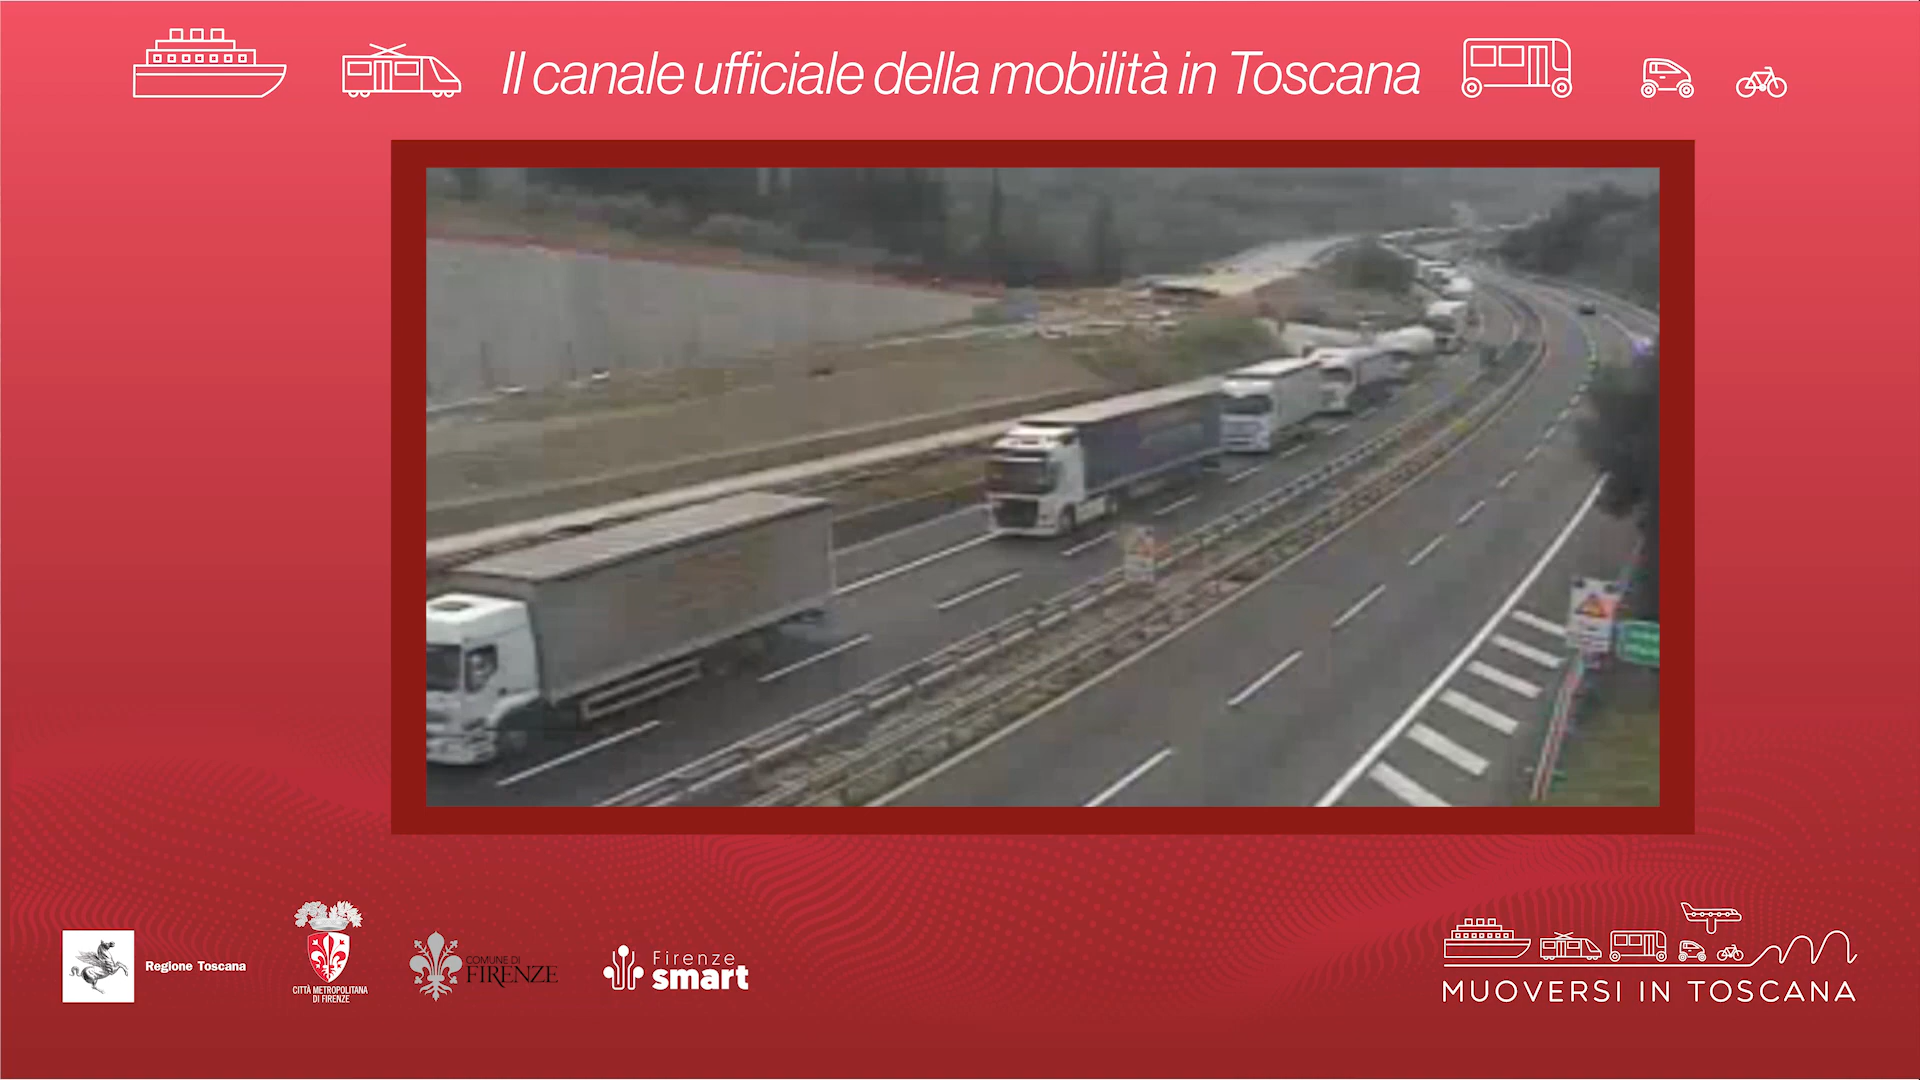 Il canale ufficiale della mobilità in Toscana
Regione Toscana
CITTÀ METROPOLITANA
DI FIRENZE
COMUNE DI
FIRENZE
Firenze
smart
MUOVERSI IN TOSCANA